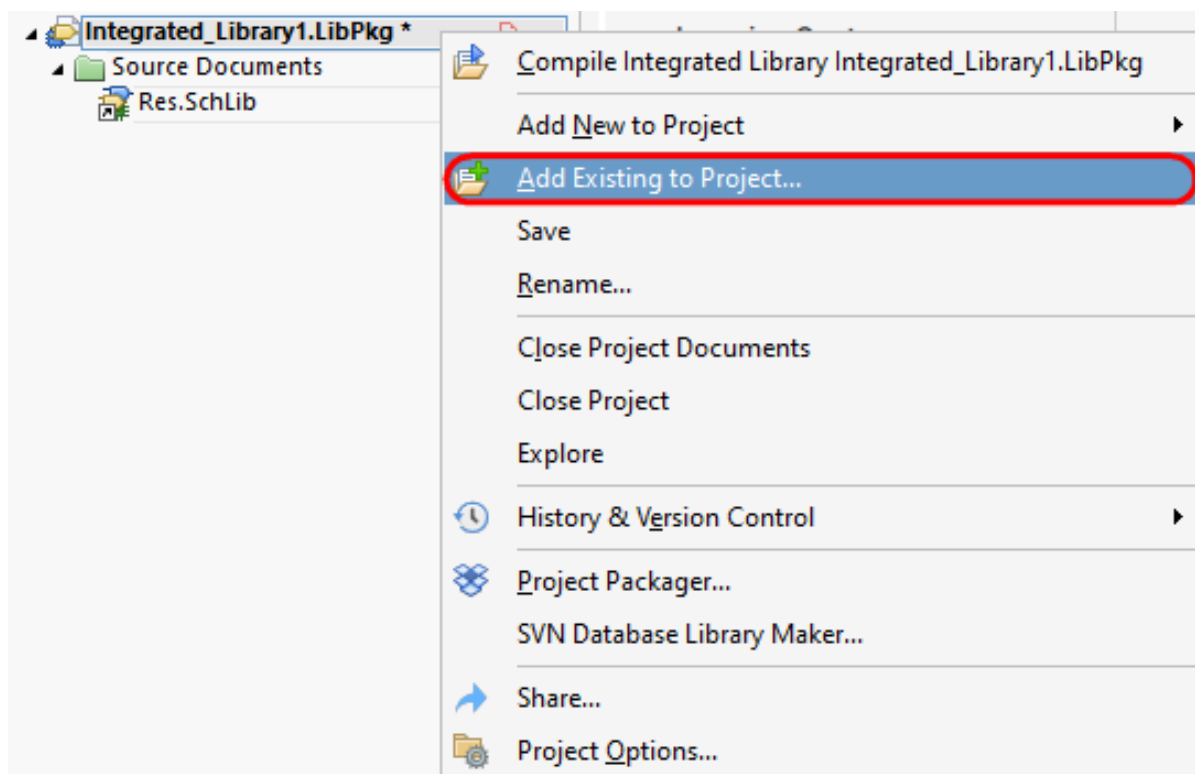 Integrated_Library1.LibPkg *
Source Documents
Res.SchLib
Compile Integrated Library Integrated_Library1.LibPkg
Add New to Project
Add Existing to Project...
Save
Rename...
Close Project Documents
Close Project
Explore
History & Version Control
Project Packager...
SVN Database Library Maker...
Share...
Project Options...